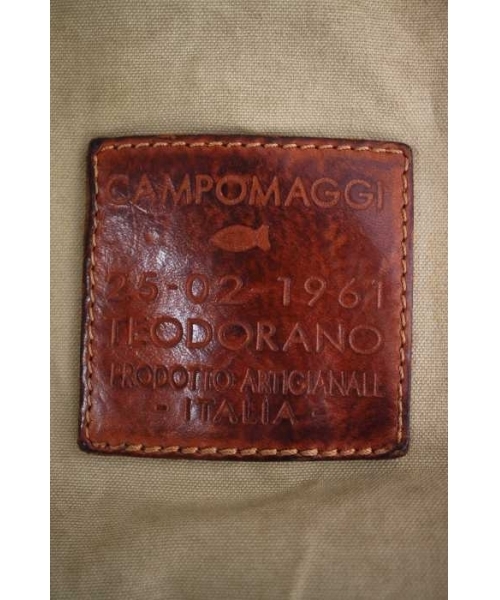 CAMPOMAGGI
25-02-1961
TEODORANO
PRODOTTO ARTIGIANALE
- ITALIA -